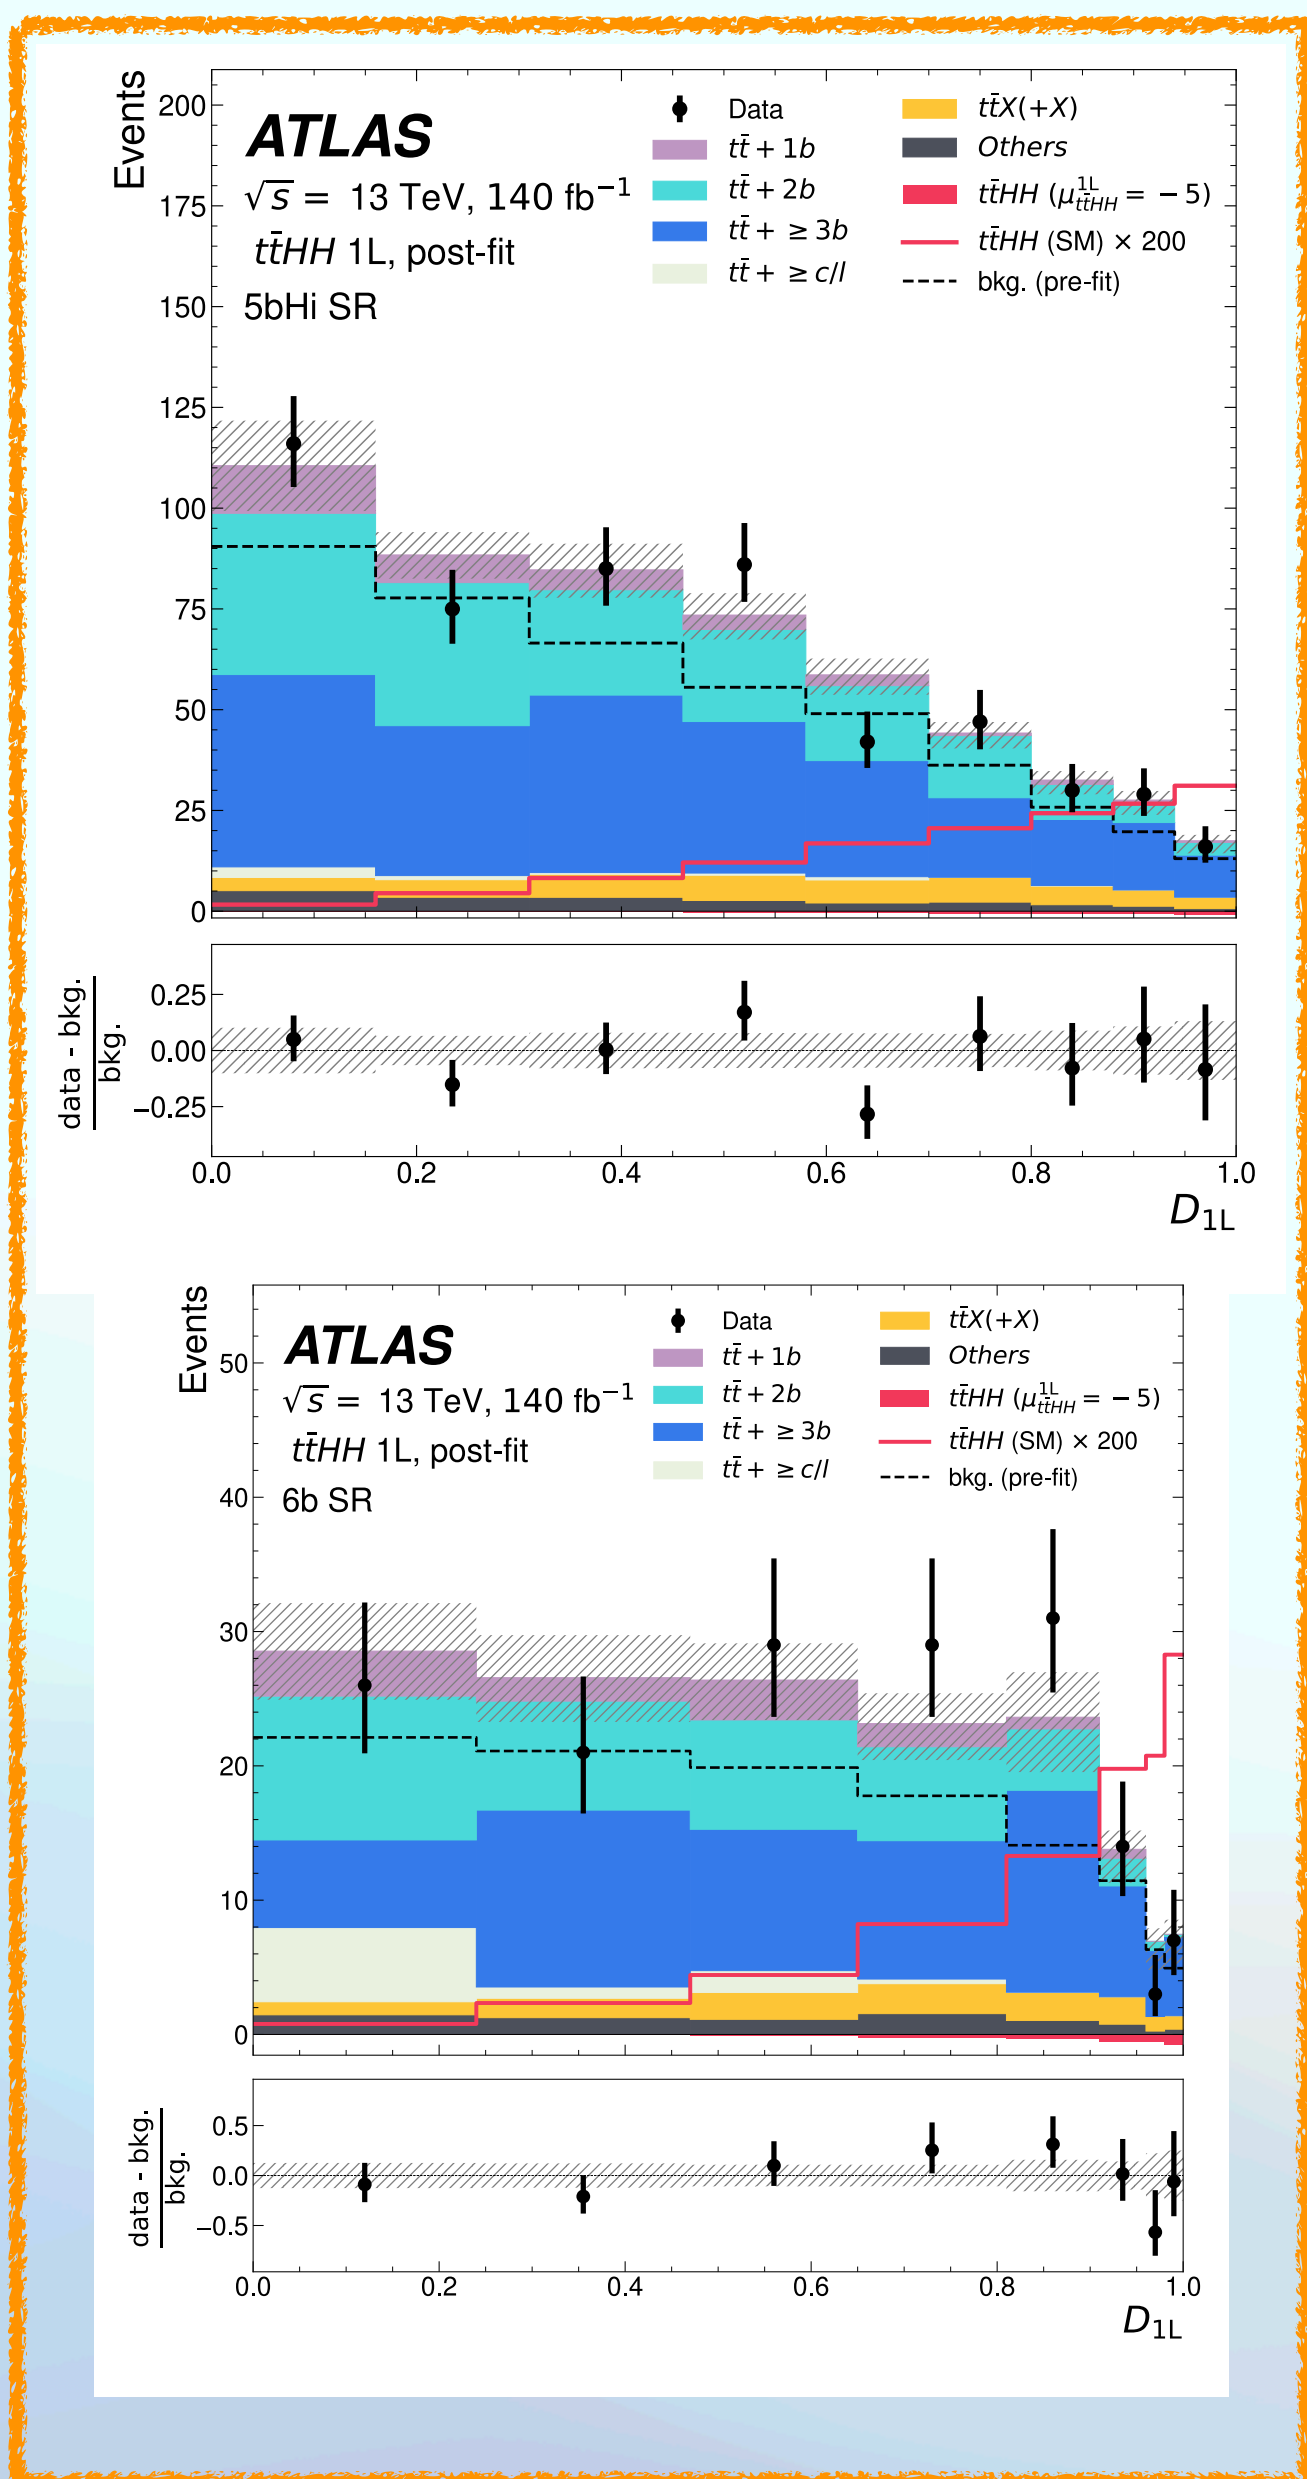 Events
200
175
150
125
100
75
50
25
0
ATLAS
√s = 13 TeV, 140 fb⁻¹
tt̄HH 1L, post-fit
5bHi SR
Data
tt̄ + 1b
tt̄ + 2b
tt̄ + ≥ 3b
tt̄ + ≥ c/l
tt̄X(+X)
Others
tt̄HH (μ^1L_tt̄HH = −5)
tt̄HH (SM) × 200
bkg. (pre-fit)
data - bkg.
bkg.
0.25
0.00
−0.25
0.0 0.2 0.4 0.6 0.8 1.0
D_1L
Events
50
40
30
20
10
0
ATLAS
√s = 13 TeV, 140 fb⁻¹
tt̄HH 1L, post-fit
6b SR
Data
tt̄ + 1b
tt̄ + 2b
tt̄ + ≥ 3b
tt̄ + ≥ c/l
tt̄X(+X)
Others
tt̄HH (μ^1L_tt̄HH = −5)
tt̄HH (SM) × 200
bkg. (pre-fit)
data - bkg.
bkg.
0.5
0.0
−0.5
0.0 0.2 0.4 0.6 0.8 1.0
D_1L